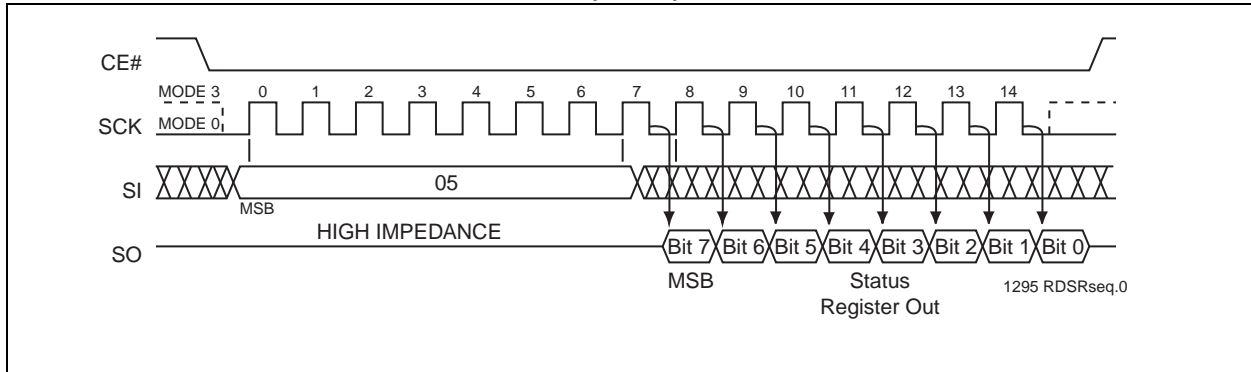 CE#
MODE 3 0 1 2 3 4 5 6 7 8 9 10 11 12 13 14
SCK MODE 0
SI 05
MSB
HIGH IMPEDANCE
SO Bit 7 Bit 6 Bit 5 Bit 4 Bit 3 Bit 2 Bit 1 Bit 0
MSB Status 1295 RDSRseq.0
Register Out